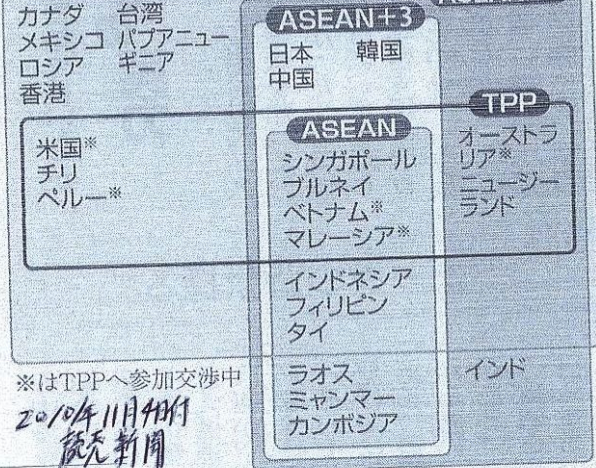 カナダ 台湾
メキシコ パプアニュー
ロシア ギニア
香港
ASEAN+3
日本 韓国
中国
TPP
米国※
チリ
ペルー※
ASEAN
シンガポール
ブルネイ
ベトナム※
マレーシア※
オーストラ
リア※
ニュージー
ランド
インドネシア
フィリピン
タイ
ラオス
ミャンマー
カンボジア
インド
※はTPPへ参加交渉中
2010年11月4日付
読売新聞